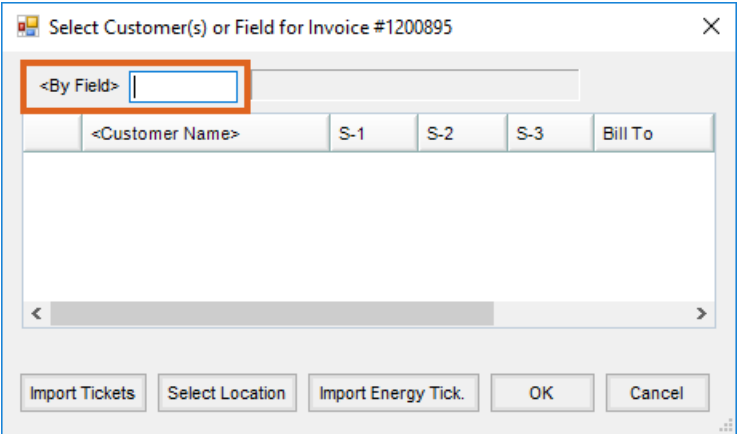 Select Customer(s) or Field for Invoice #1200895
<By Field>
<Customer Name> S-1 S-2 S-3 Bill To
Import Tickets Select Location Import Energy Tick. OK Cancel